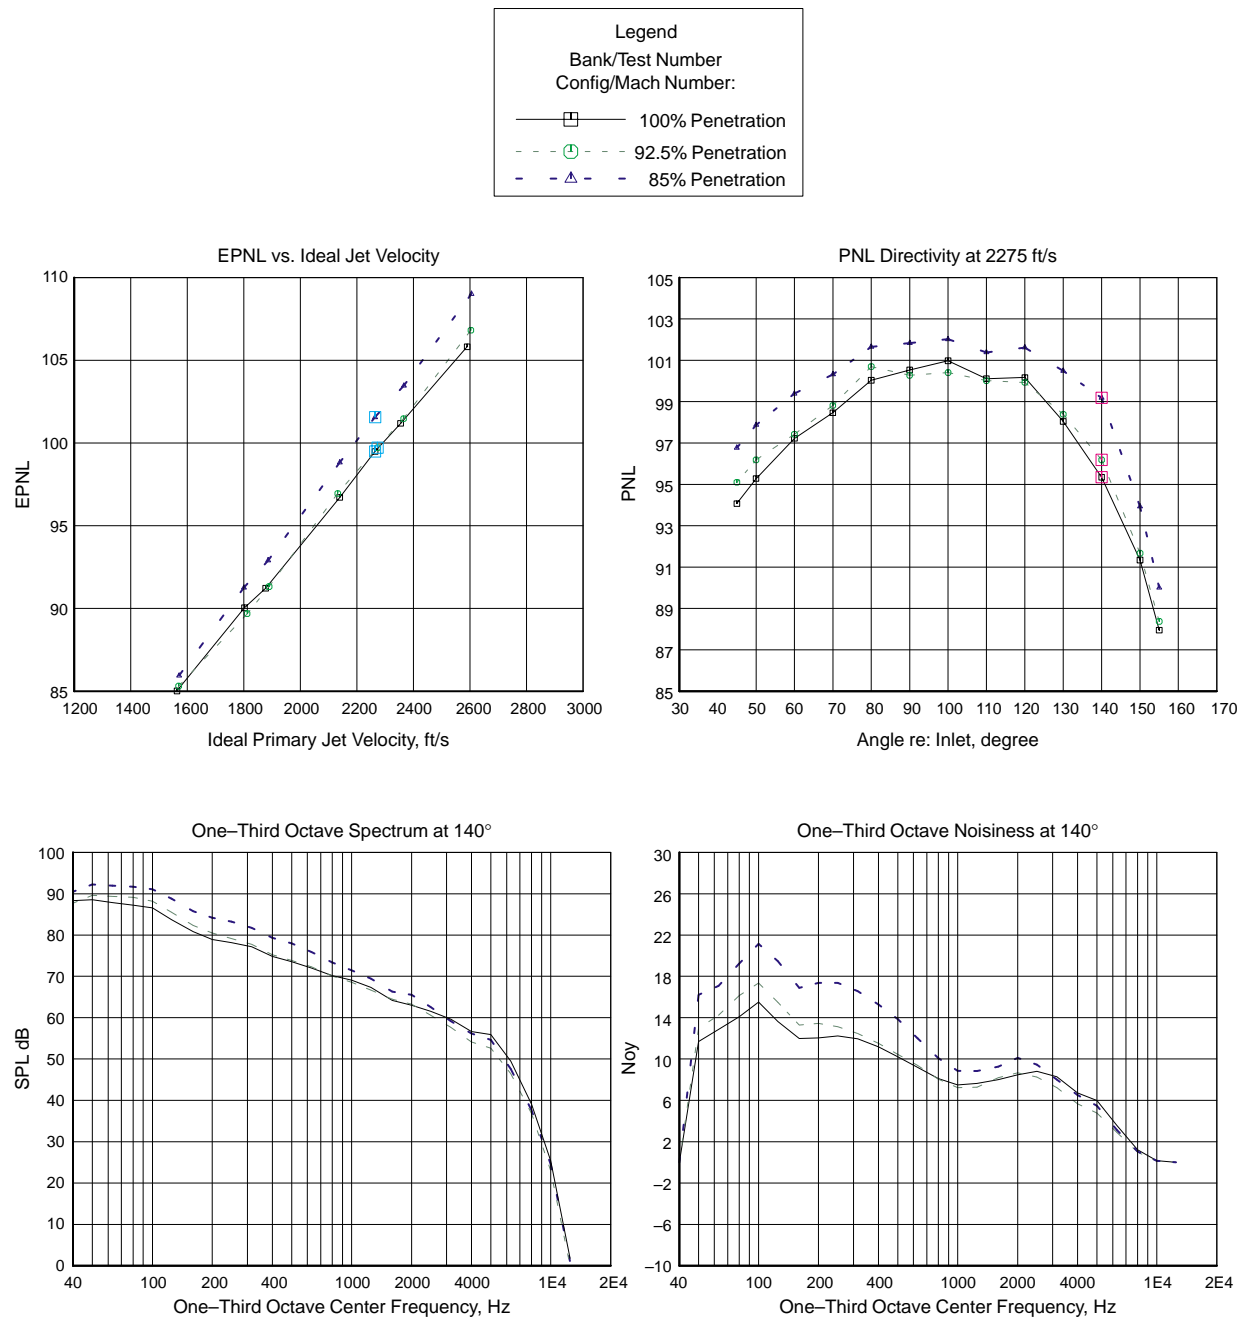 Legend
Bank/Test Number
Config/Mach Number:
100% Penetration
92.5% Penetration
85% Penetration
EPNL vs. Ideal Jet Velocity
110
105
100
95
90
85
EPNL
1200 1400 1600 1800 2000 2200 2400 2600 2800 3000
Ideal Primary Jet Velocity, ft/s
PNL Directivity at 2275 ft/s
105
103
101
99
97
95
93
91
89
87
85
PNL
30 40 50 60 70 80 90 100 110 120 130 140 150 160 170
Angle re: Inlet, degree
One–Third Octave Spectrum at 140°
100
90
80
70
60
50
40
30
20
10
0
SPL dB
40 100 200 400 1000 2000 4000 1E4 2E4
One–Third Octave Center Frequency, Hz
One–Third Octave Noisiness at 140°
30
26
22
18
14
10
6
2
–2
–6
–10
Noy
40 100 200 400 1000 2000 4000 1E4 2E4
One–Third Octave Center Frequency, Hz